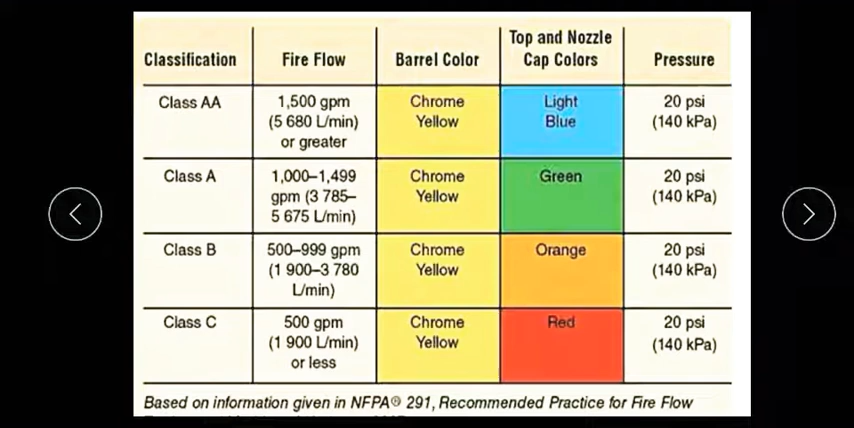 Classification Fire Flow Barrel Color Top and Nozzle
Cap Colors Pressure
Class AA 1,500 gpm
(5 680 L/min)
or greater Chrome
Yellow Light
Blue 20 psi
(140 kPa)
Class A 1,000–1,499
gpm (3 785–
5 675 L/min) Chrome
Yellow Green 20 psi
(140 kPa)
Class B 500–999 gpm
(1 900–3 780
L/min) Chrome
Yellow Orange 20 psi
(140 kPa)
Class C 500 gpm
(1 900 L/min)
or less Chrome
Yellow Red 20 psi
(140 kPa)
Based on information given in NFPA® 291, Recommended Practice for Fire Flow